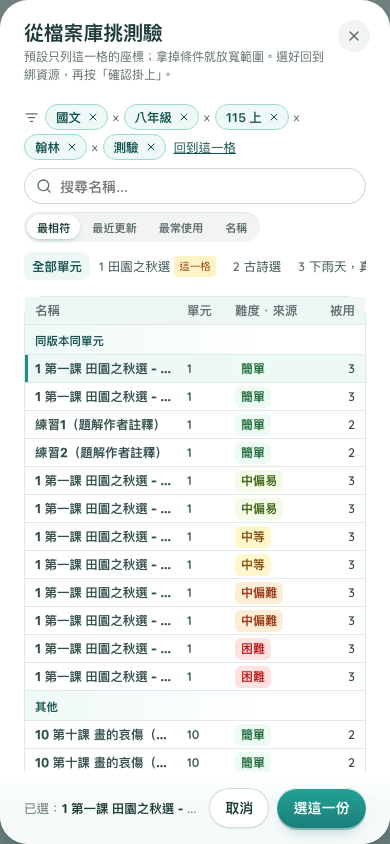 從檔案庫挑測驗
預設只列這一格的座標；拿掉條件就放寬範圍。選好回到
綁資源，再按「確認掛上」。
國文 × × 八年級 × × 115 上 × ×
翰林 × × 測驗 × 回到這一格
搜尋名稱...
最相符 最近更新 最常使用 名稱
全部單元 1 田園之秋選 這一格 2 古詩選 3 下雨天，
名稱 單元 難度 · 來源 被用
同版本同單元
1 第一課 田園之秋選 - ... 1 簡單 3
1 第一課 田園之秋選 - ... 1 簡單 3
練習1（題解作者註釋） 1 簡單 2
練習2（題解作者註釋） 1 簡單 2
1 第一課 田園之秋選 - ... 1 中偏易 3
1 第一課 田園之秋選 - ... 1 中偏易 3
1 第一課 田園之秋選 - ... 1 中等 3
1 第一課 田園之秋選 - ... 1 中等 3
1 第一課 田園之秋選 - ... 1 中偏難 3
1 第一課 田園之秋選 - ... 1 中偏難 3
1 第一課 田園之秋選 - ... 1 困難 3
1 第一課 田園之秋選 - ... 1 困難 3
其他
10 第十課 畫的哀傷（... 10 簡單 2
10 第十課 畫的哀傷（... 10 簡單 2
已選：1 第一課 田園之秋選 - ... 取消 選這一份